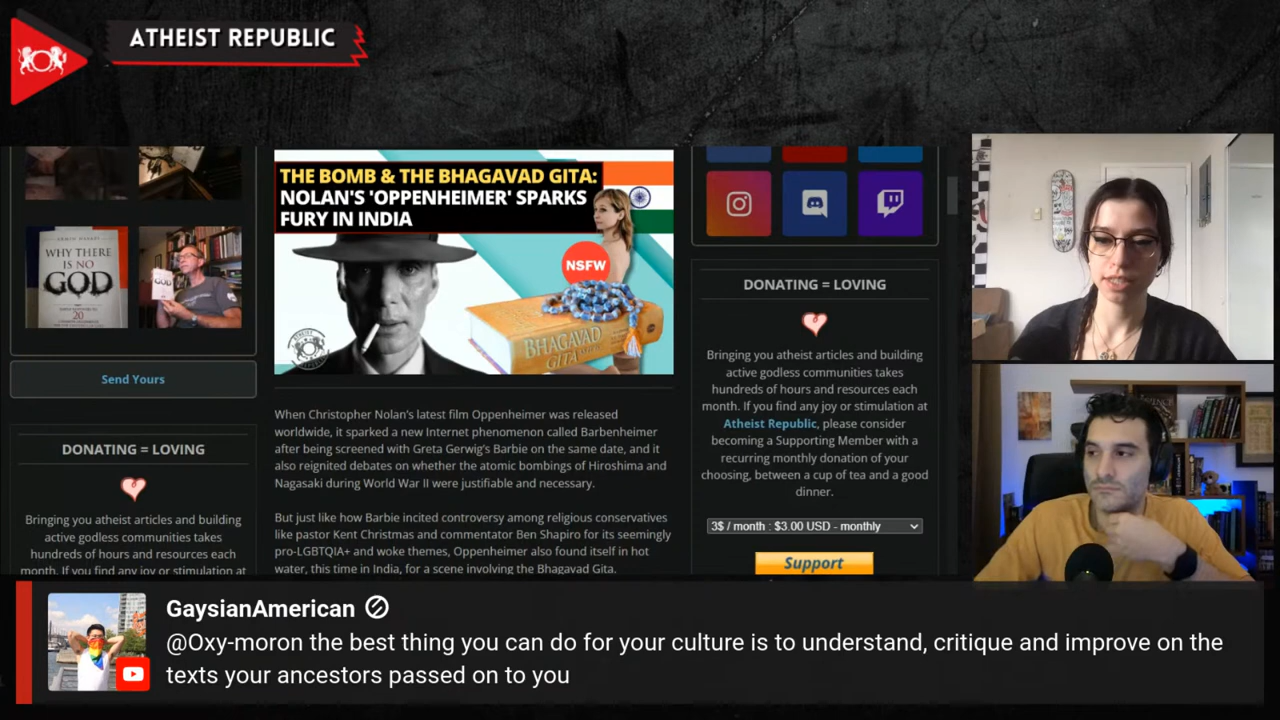 ATHEIST REPUBLIC
WHY THERE
IS NO
GOD
20
Send Yours
DONATING = LOVING
Bringing you atheist articles and building
active godless communities takes
hundreds of hours and resources each
month. If you find any joy or stimulation at
THE BOMB & THE BHAGAVAD GITA:
NOLAN'S 'OPPENHEIMER' SPARKS
FURY IN INDIA
NSFW
BHAGAVAD
GITA
When Christopher Nolan's latest film Oppenheimer was released
worldwide, it sparked a new Internet phenomenon called Barbenheimer
after being screened with Greta Gerwig's Barbie on the same date, and it
also reignited debates on whether the atomic bombings of Hiroshima and
Nagasaki during World War II were justifiable and necessary.
But just like how Barbie incited controversy among religious conservatives
like pastor Kent Christmas and commentator Ben Shapiro for its seemingly
pro-LGBTQIA+ and woke themes, Oppenheimer also found itself in hot
water, this time in India, for a scene involving the Bhagavad Gita.
DONATING = LOVING
Bringing you atheist articles and building
active godless communities takes
hundreds of hours and resources each
month. If you find any joy or stimulation at
Atheist Republic, please consider
becoming a Supporting Member with a
recurring monthly donation of your
choosing, between a cup of tea and a good
dinner.
3$ / month : $3.00 USD - monthly
Support
GaysianAmerican
@Oxy-moron the best thing you can do for your culture is to understand, critique and improve on the
texts your ancestors passed on to you